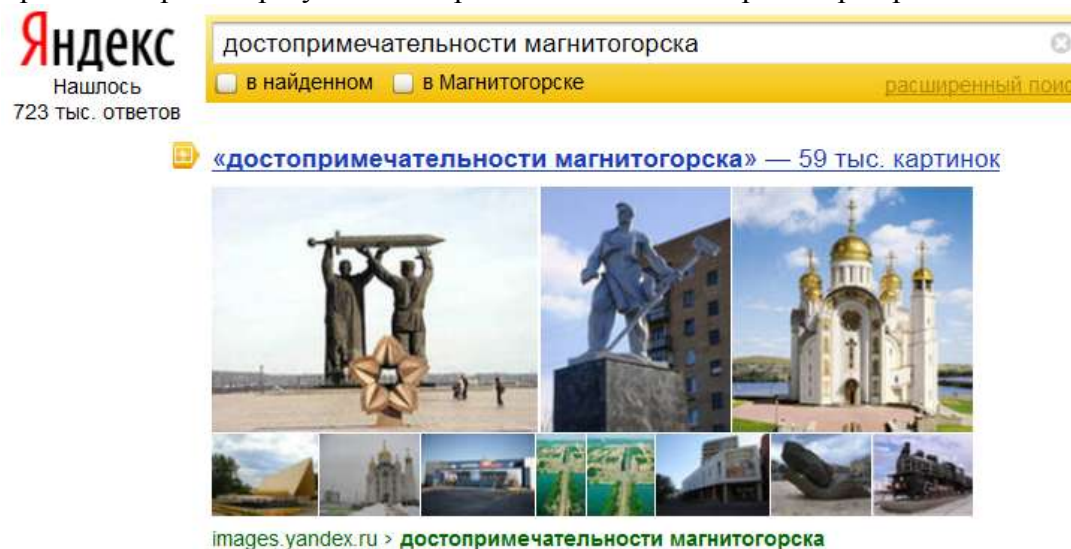 Яндекс
Нашлось
723 тыс. ответов
достопримечательности магнитогорска
в найденном в Магнитогорске
расширенный поис
«достопримечательности магнитогорска» — 59 тыс. картинок
images.yandex.ru > достопримечательности магнитогорска